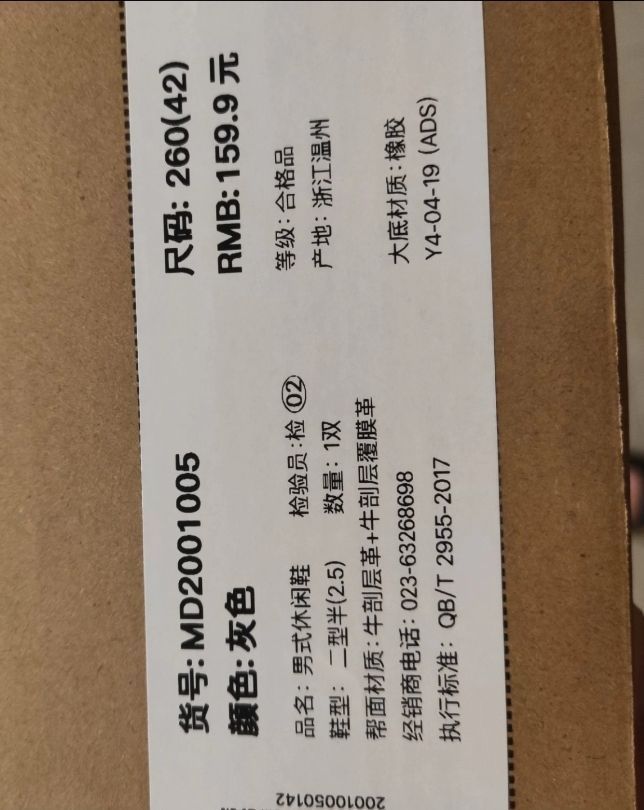 货号: MD2001005 尺码: 260(42)
颜色: 灰色 RMB: 159.9 元
品名: 男式休闲鞋 检验员: 检 02 等级: 合格品
鞋型: 二型半(2.5) 数量: 1双 产地: 浙江温州
帮面材质: 牛剖层革+牛剖层覆膜革
经销商电话: 023-63268698 大底材质: 橡胶
执行标准: QB/T 2955-2017 Y4-04-19 (ADS)
20010050142